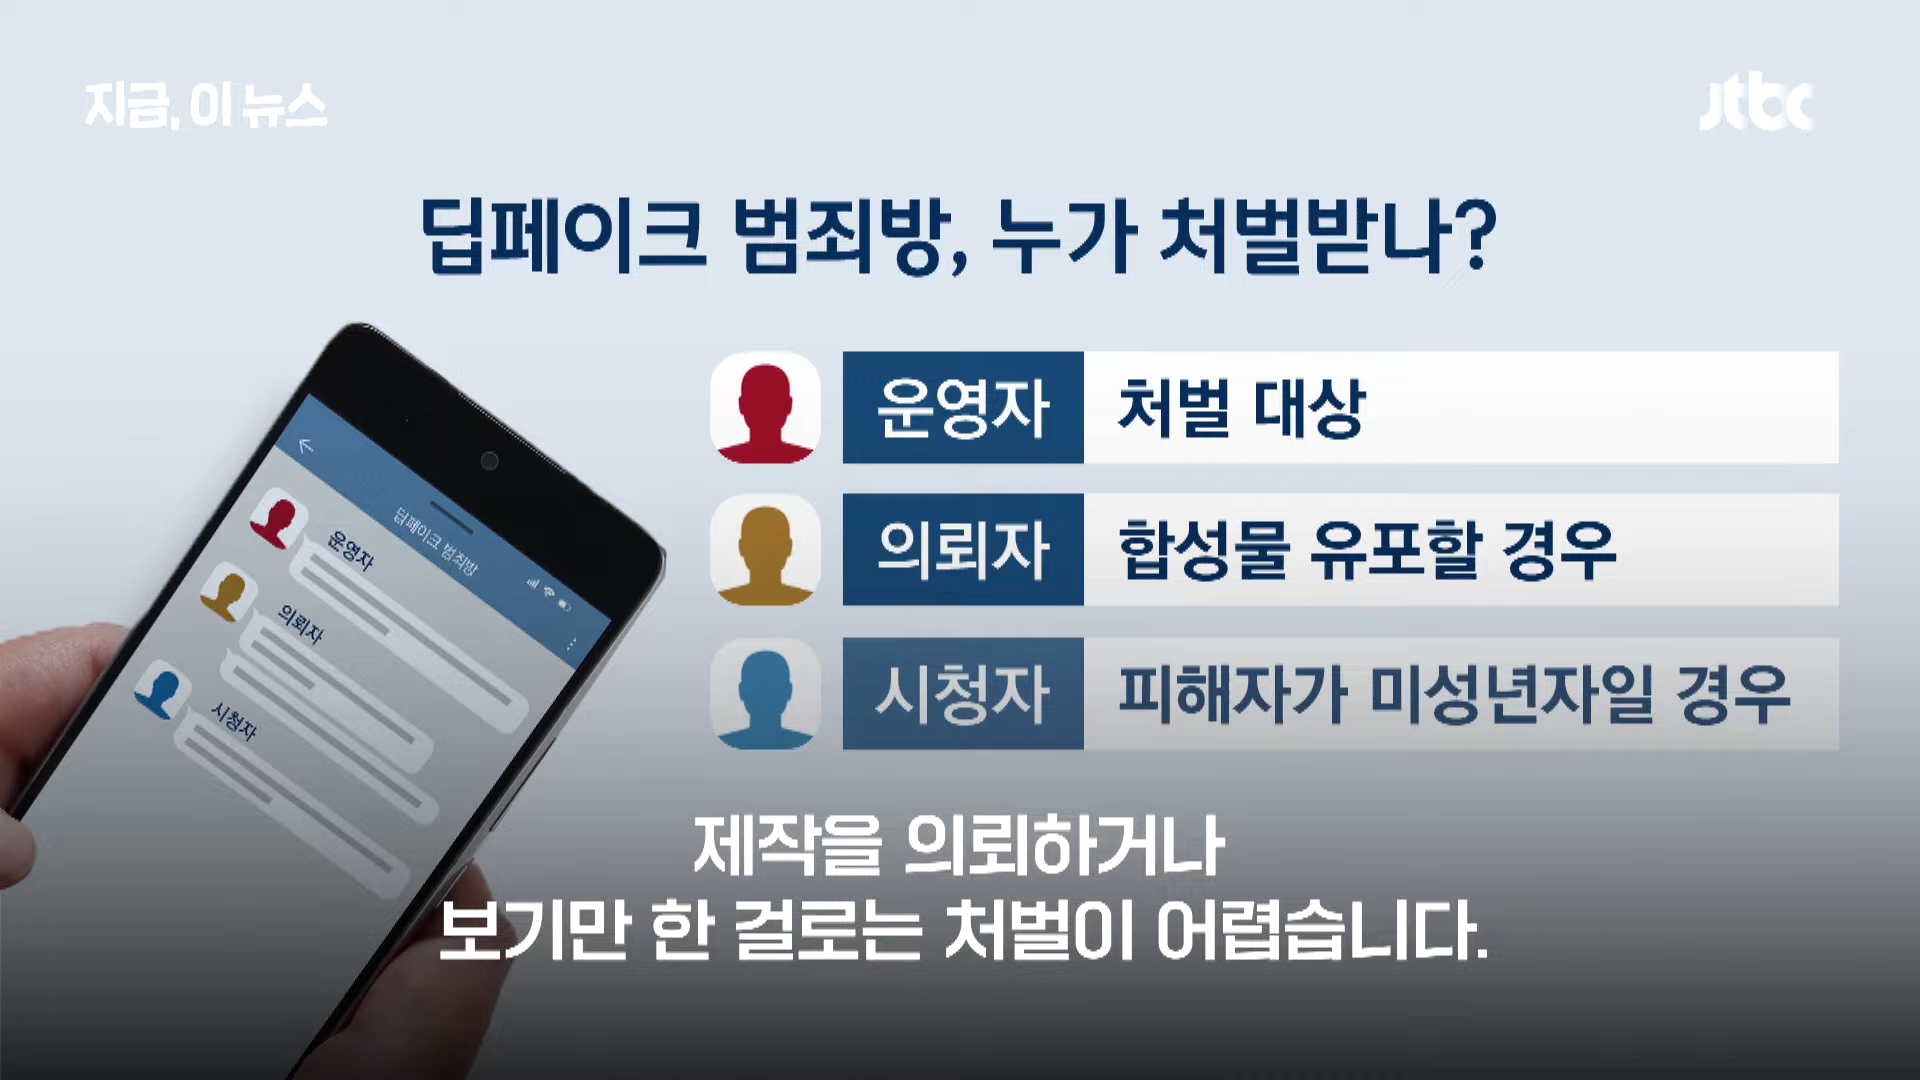 지금, 이 뉴스
jtbc
딥페이크 범죄방, 누가 처벌받나?
운영자 처벌 대상
의뢰자 합성물 유포할 경우
시청자 피해자가 미성년자일 경우
딥페이크 범죄방
운영자
의뢰자
시청자
제작을 의뢰하거나
보기만 한 걸로는 처벌이 어렵습니다.